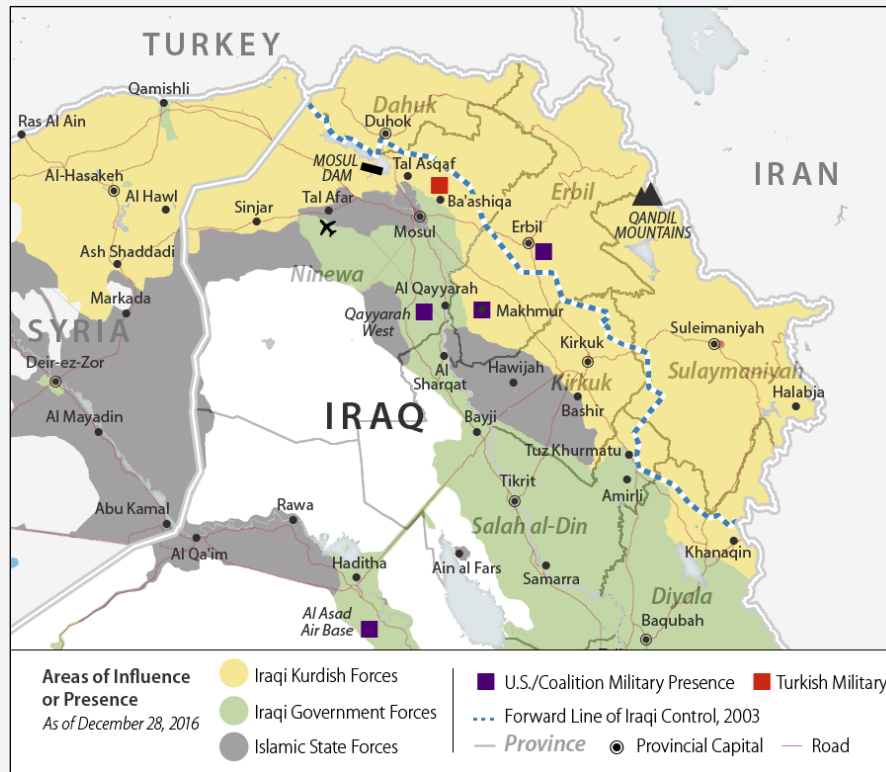 TURKEY
Qamishli
Ras Al Ain
Dahuk
Duhok
MOSUL
DAM
Tal Asqaf
IRAN
Al-Hasakeh
Al Hawl
Tal Afar
Ba'ashiqa
Erbil
QANDIL
MOUNTAINS
Sinjar
Mosul
Erbil
Ash Shaddadi
Ninewa
Markada
Al Qayyarah
Qayyarah
West
Makhmur
SYRIA
Kirkuk
Suleimaniyah
Deir-ez-Zor
Al
Sharqat
Hawijah
Kirkuk
Sulaymaniyah
Halabja
Al Mayadin
IRAQ
Bashir
Bayji
Tuz Khurmatu
Abu Kamal
Rawa
Tikrit
Amirli
Salah al-Din
Al Qa'im
Haditha
Ain al Fars
Samarra
Khanaqin
Diyala
Al Asad
Air Base
Baqubah
Areas of Influence
or Presence
As of December 28, 2016
Iraqi Kurdish Forces
Iraqi Government Forces
Islamic State Forces
U.S./Coalition Military Presence
Turkish Military
Forward Line of Iraqi Control, 2003
Province
Provincial Capital
Road